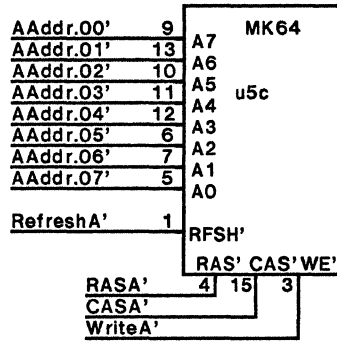 AAddr.00' 9 MK64
A7
AAddr.01' 13
A6
AAddr.02' 10
A5 u5c
AAddr.03' 11
A4
AAddr.04' 12
A3
AAddr.05' 6
A2
AAddr.06' 7
A1
AAddr.07' 5
A0
RefreshA' 1
RFSH'
RAS' CAS' WE'
RASA' 4 15 3
CASA'
WriteA'